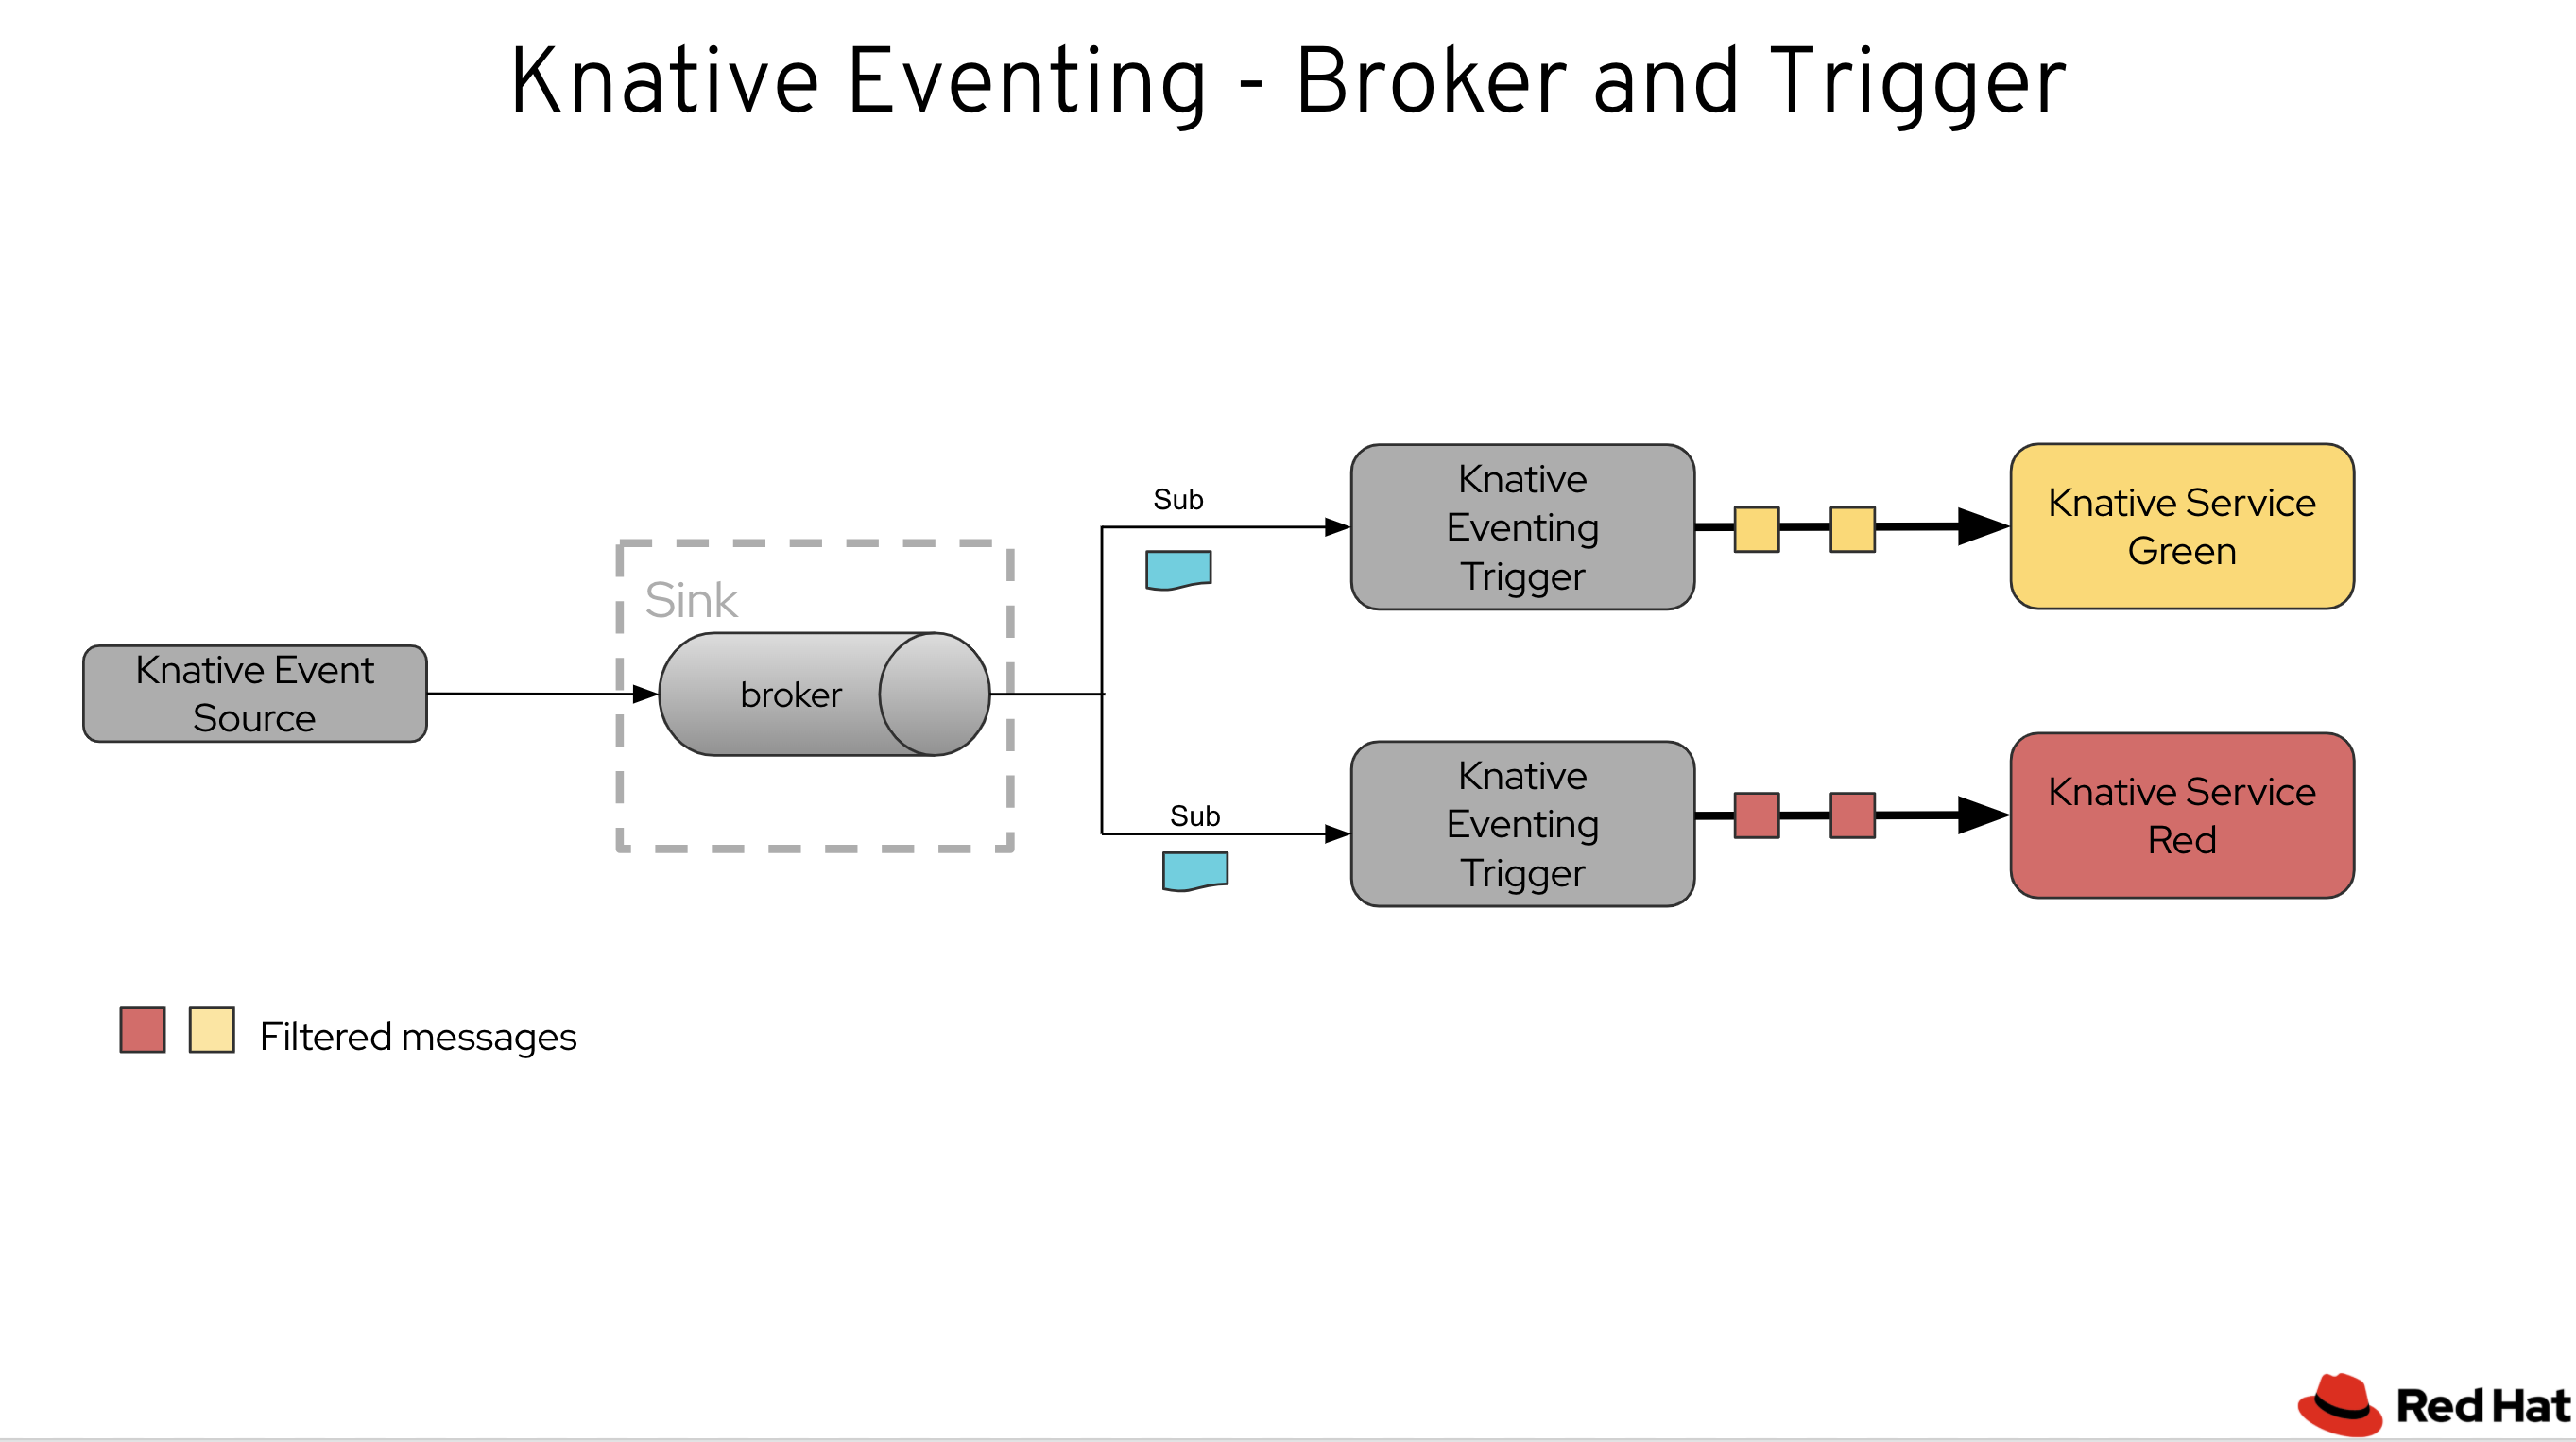 Knative Eventing - Broker and Trigger
Sub
Knative
Eventing
Trigger
Knative Service
Green
Sink
broker
Knative Event
Source
Sub
Knative
Eventing
Trigger
Knative Service
Red
Filtered messages
Red Hat